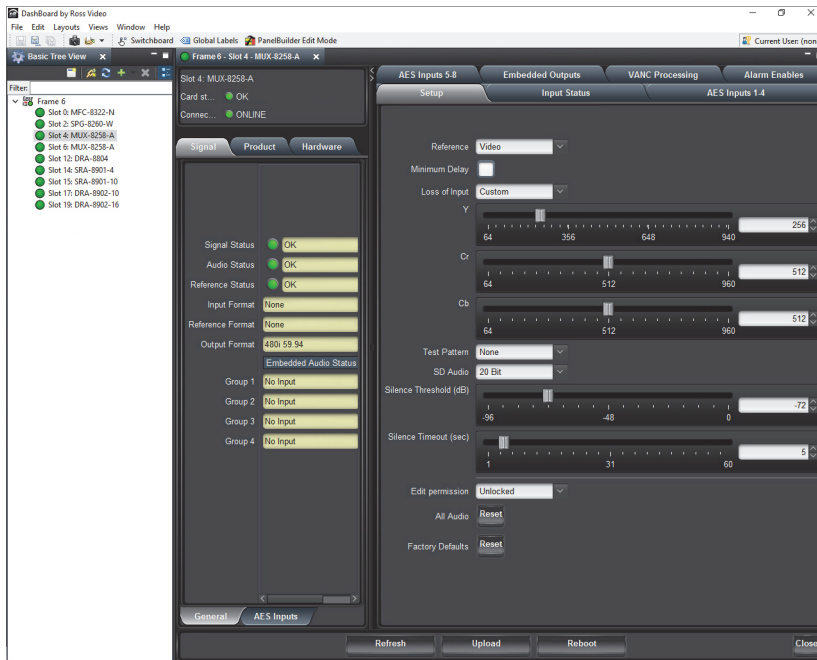 DashBoard by Ross Video
File Edit Layouts Views Window Help
Switchboard Global Labels PanelBuilder Edit Mode Current User: (non
Basic Tree View
Filter:
Frame 6
Slot 0: MFC-8322-N
Slot 2: SPG-8260-W
Slot 4: MUX-8258-A
Slot 6: MUX-8258-A
Slot 12: DRA-8804
Slot 14: SRA-8901-4
Slot 15: SRA-8901-10
Slot 17: DRA-8902-10
Slot 19: DRA-8902-16
Frame 6 - Slot 4 - MUX-8258-A
Slot 4: MUX-8258-A
Card st... OK
Connec... ONLINE
Signal Product Hardware
Signal Status OK
Audio Status OK
Reference Status OK
Input Format None
Reference Format None
Output Format 480i 59.94
Embedded Audio Status
Group 1 No Input
Group 2 No Input
Group 3 No Input
Group 4 No Input
General AES Inputs
AES Inputs 5-8 Embedded Outputs VANC Processing Alarm Enables
Setup Input Status AES Inputs 1-4
Reference Video
Minimum Delay
Loss of Input Custom
Y
64 356 648 940
256
Cr
64 512 960
512
Cb
64 512 960
512
Test Pattern None
SD Audio 20 Bit
Silence Threshold (dB)
-96 -48 0
-72
Silence Timeout (sec)
1 31 60
5
Edit permission Unlocked
All Audio Reset
Factory Defaults Reset
Refresh Upload Reboot Close